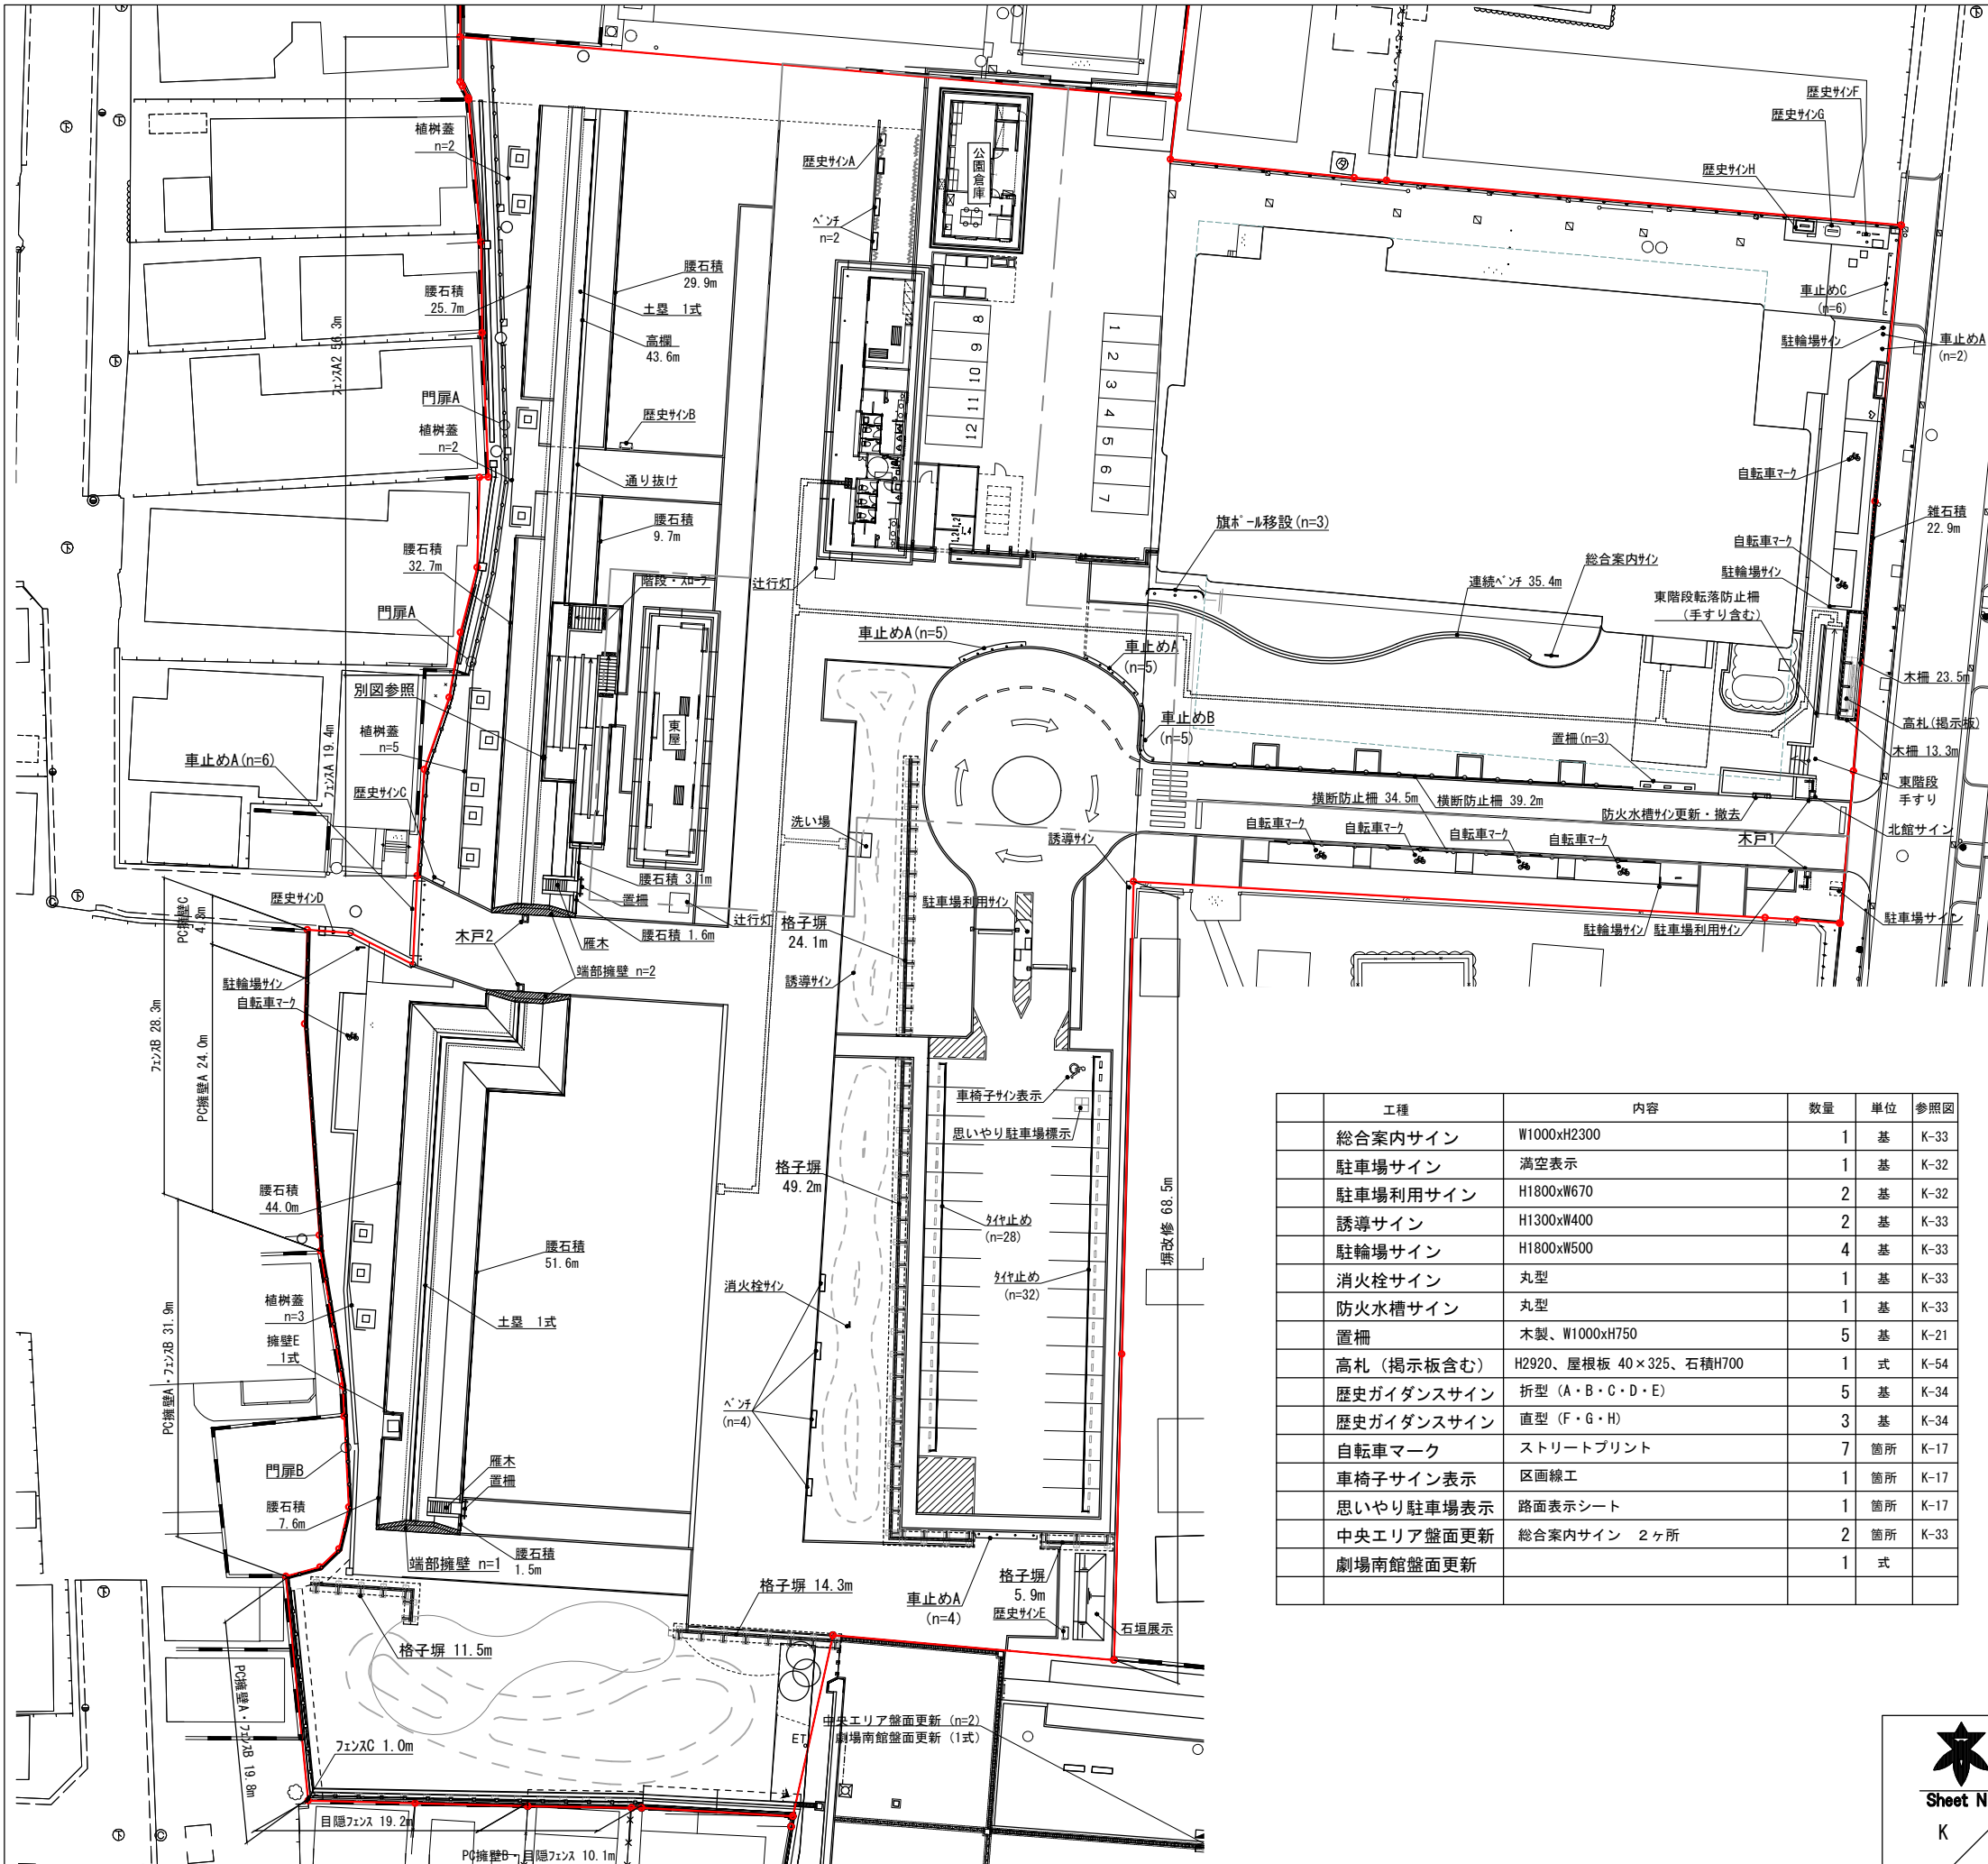 歴史サインF
歴史サインG
歴史サインH
植桝蓋
n=2
歴史サインA
公園倉庫
ベンチ
n=2
腰石積
29.9m
腰石積
25.7m
土塁 1式
高欄
43.6m
フェンスA2 56.3m
車止めC
(n=6)
駐輪場サイン
車止めA
(n=2)
8
9
10
11
12
1
2
3
4
5
6
7
門扉A
歴史サインB
植桝蓋
n=2
通り抜け
自転車マーク
腰石積
9.7m
旗ポール移設(n=3)
雑石積
22.9m
腰石積
32.7m
階段・スロープ
辻行灯
総合案内サイン
連続ベンチ 35.4m
自転車マーク
駐輪場サイン
東階段転落防止柵
(手すり含む)
門扉A
車止めA(n=5)
車止めA
(n=5)
木柵 23.5m
別図参照
東屋
車止めB
(n=5)
高札(掲示板)
植桝蓋
n=5
置柵(n=3)
木柵 13.3m
車止めA(n=6)
フェンスA 19.4m
歴史サインC
東階段
手すり
横断防止柵 34.5m
横断防止柵 39.2m
防火水槽サイン更新・撤去
洗い場
自転車マーク
自転車マーク
自転車マーク
自転車マーク
北館サイン
誘導サイン
木戸1
腰石積 3.1m
置柵
歴史サインD
PC擁壁C
4.3m
辻行灯
駐車場利用サイン
駐車場サイン
格子塀
24.1m
木戸2
雁木
腰石積 1.6m
駐輪場サイン
駐車場利用サイン
端部擁壁 n=2
誘導サイン
駐輪場サイン
自転車マーク
フェンスB 28.3m
PC擁壁A 24.0m
車椅子サイン表示
思いやり駐車場標示
格子塀
49.2m
腰石積
44.0m
腰石積
51.6m
タイヤ止め
(n=28)
塀改修 68.5m
タイヤ止め
(n=32)
消火栓サイン
植桝蓋
n=3
土塁 1式
擁壁E
1式
PC擁壁A・フェンスB 31.9m
ベンチ
(n=4)
門扉B
雁木
置柵
腰石積
7.6m
端部擁壁 n=1
腰石積
1.5m
格子塀 14.3m
車止めA
(n=4)
格子塀
5.9m
歴史サインE
石垣展示
格子塀 11.5m
PC擁壁A・フェンスB 19.8m
中央エリア盤面更新 (n=2)
劇場南館盤面更新 (1式)
ET
フェンスC 1.0m
目隠フェンス 19.2m
PC擁壁B・目隠フェンス 10.1m
工種 内容 数量 単位 参照図
総合案内サイン W1000xH2300 1 基 K-33
駐車場サイン 満空表示 1 基 K-32
駐車場利用サイン H1800xW670 2 基 K-32
誘導サイン H1300xW400 2 基 K-33
駐輪場サイン H1800xW500 4 基 K-33
消火栓サイン 丸型 1 基 K-33
防火水槽サイン 丸型 1 基 K-33
置柵 木製、W1000xH750 5 基 K-21
高札（掲示板含む） H2920、屋根板 40×325、石積H700 1 式 K-54
歴史ガイダンスサイン 折型（A・B・C・D・E） 5 基 K-34
歴史ガイダンスサイン 直型（F・G・H） 3 基 K-34
自転車マーク ストリートプリント 7 箇所 K-17
車椅子サイン表示 区画線工 1 箇所 K-17
思いやり駐車場表示 路面表示シート 1 箇所 K-17
中央エリア盤面更新 総合案内サイン 2ヶ所 2 箇所 K-33
劇場南館盤面更新 1 式
Sheet N
K